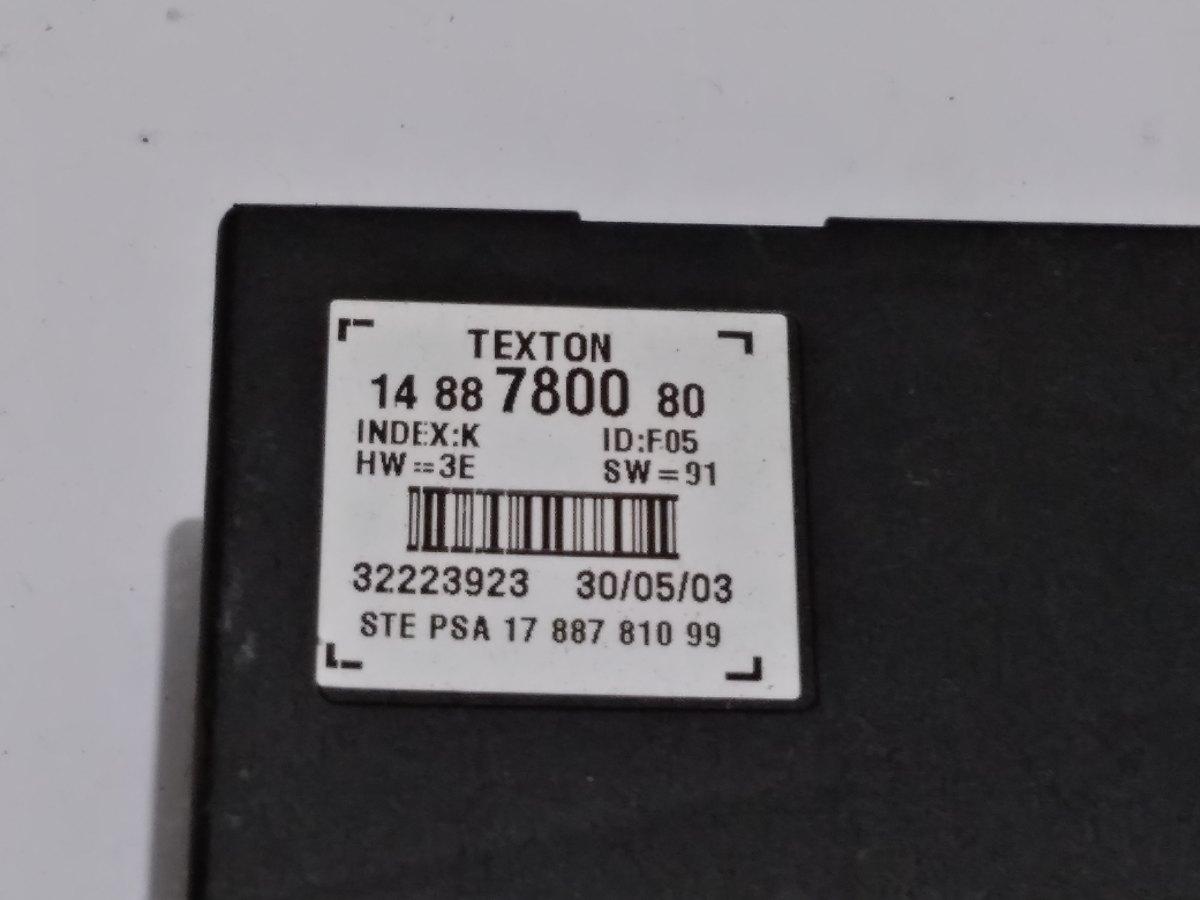 TEXTON
14 88 7800 80
INDEX:K ID:F05
HW=3E SW=91
32223923 30/05/03
STE PSA 17 887 810 99